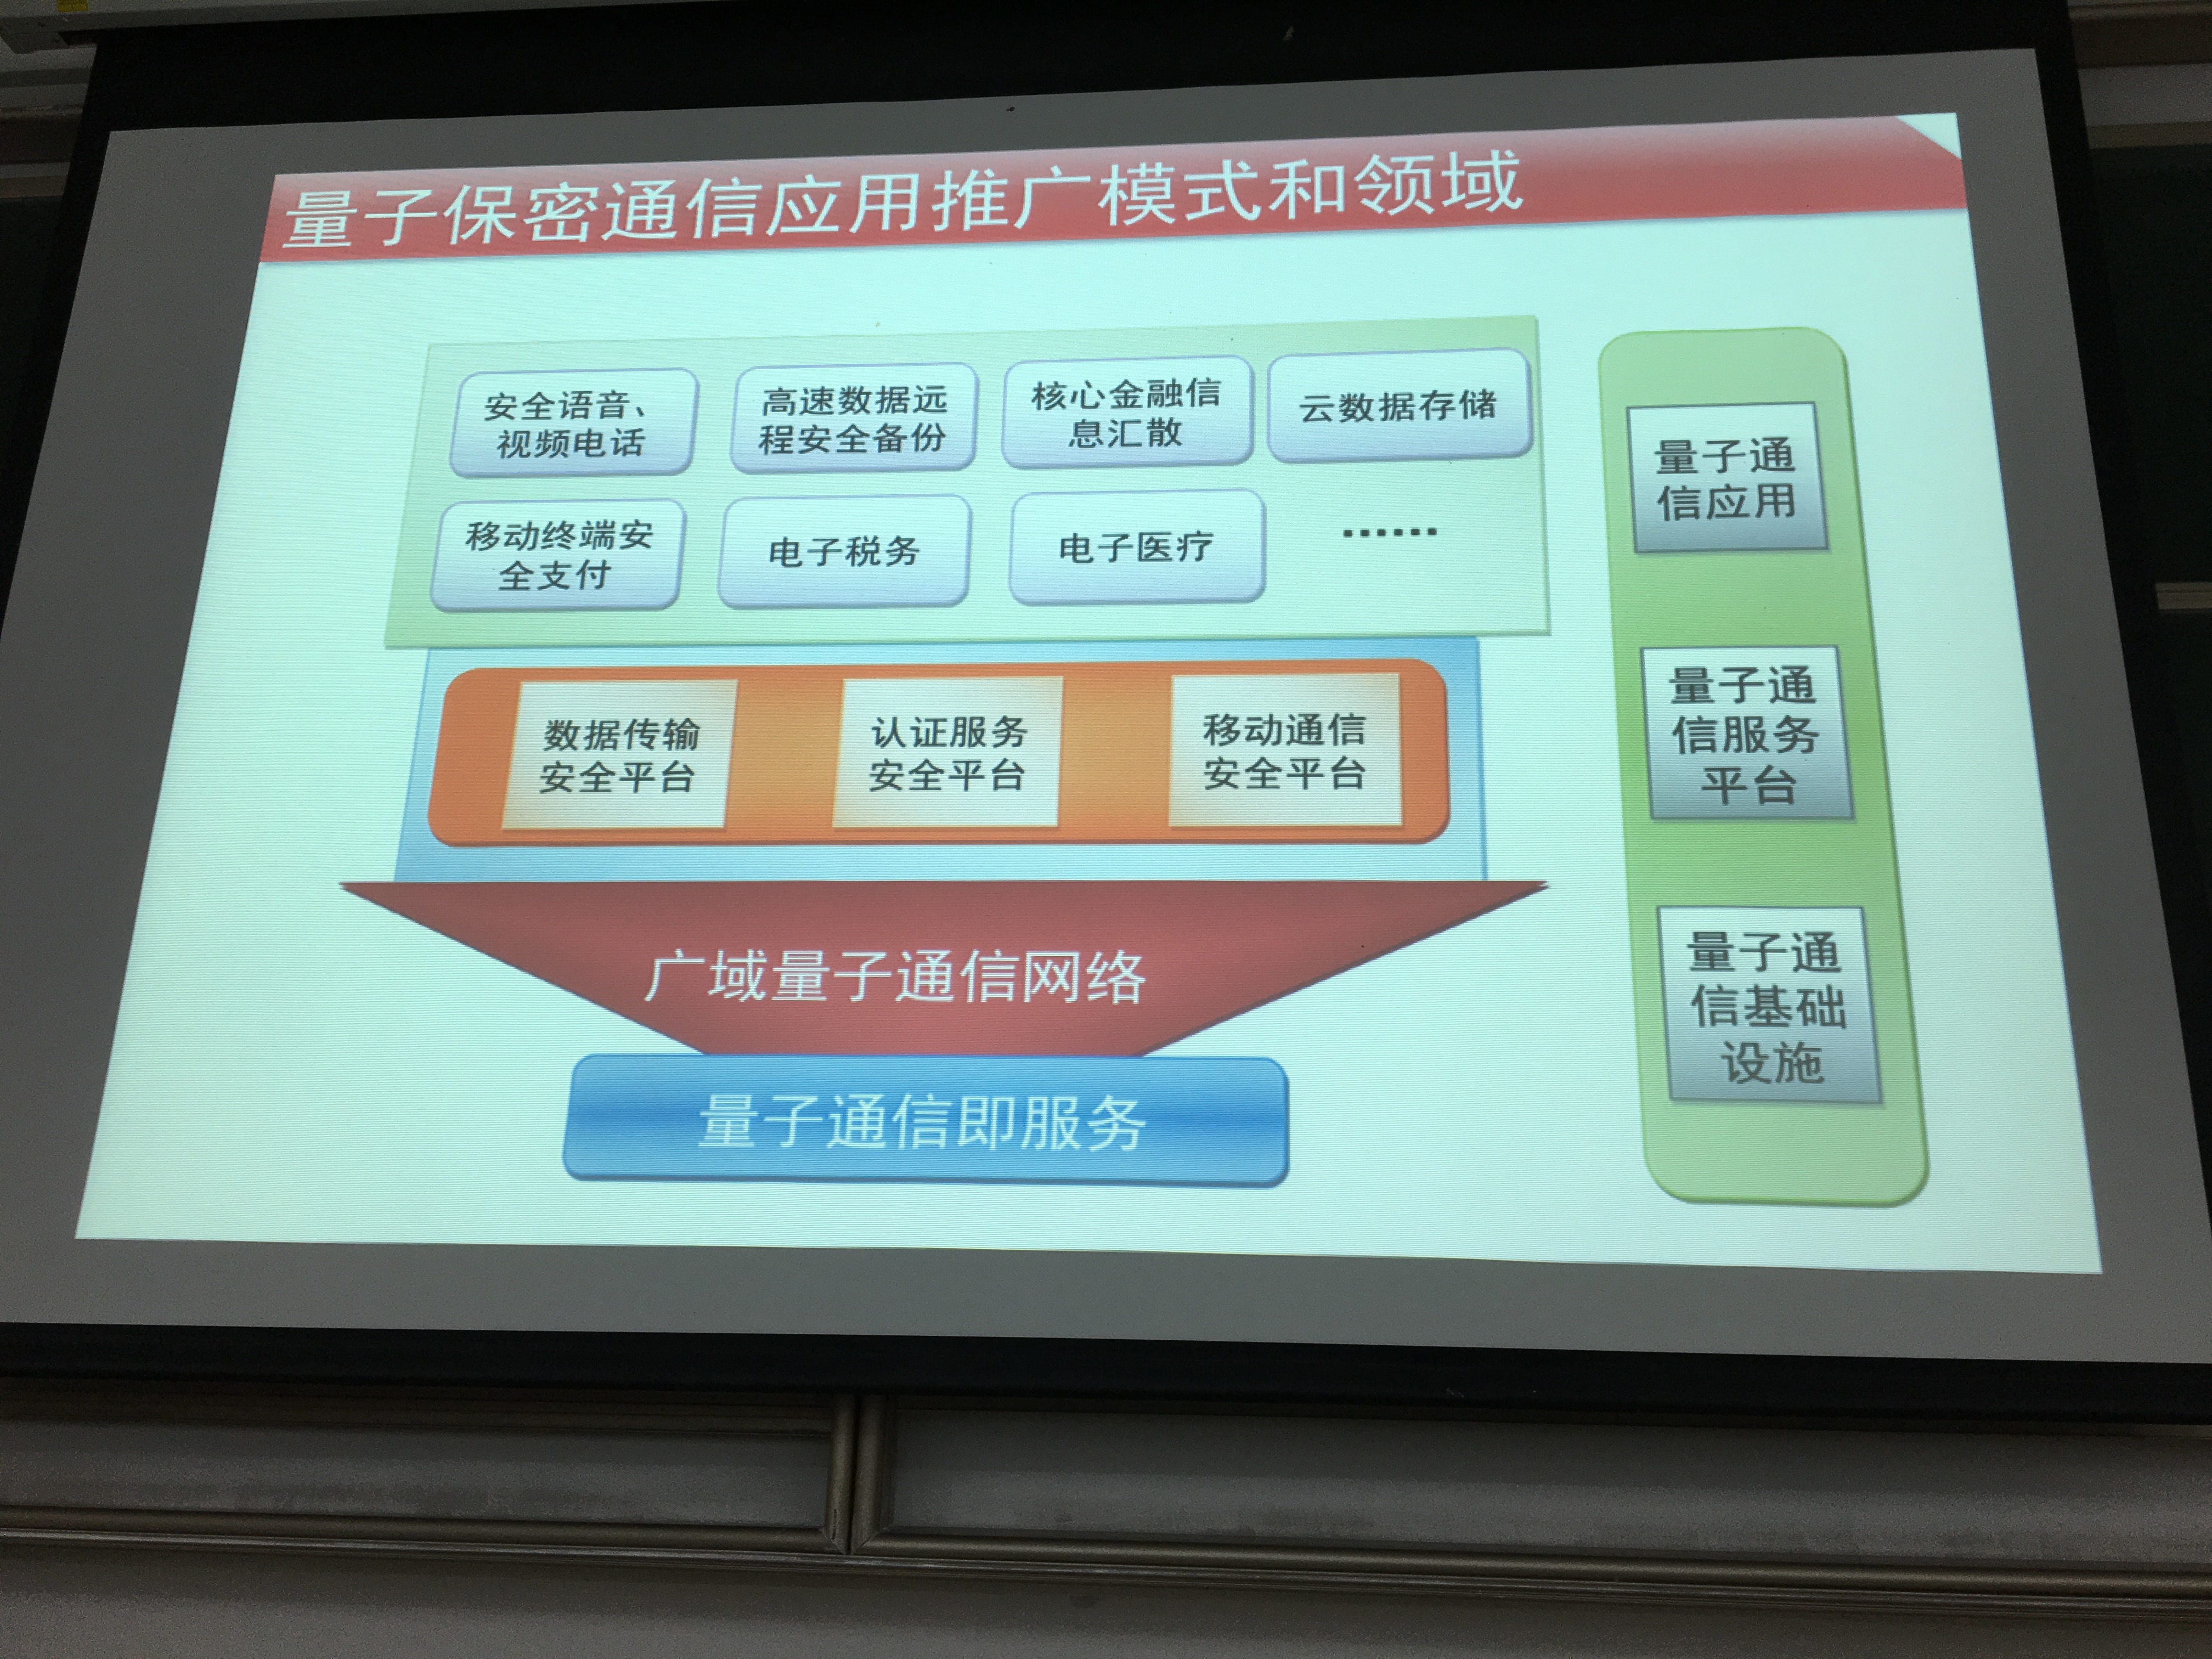 量子保密通信应用推广模式和领域
安全语音、
视频电话
高速数据远
程安全备份
核心金融信
息汇散
云数据存储
移动终端安
全支付
电子税务
电子医疗
……
数据传输
安全平台
认证服务
安全平台
移动通信
安全平台
广域量子通信网络
量子通信即服务
量子通
信应用
量子通
信服务
平台
量子通
信基础
设施